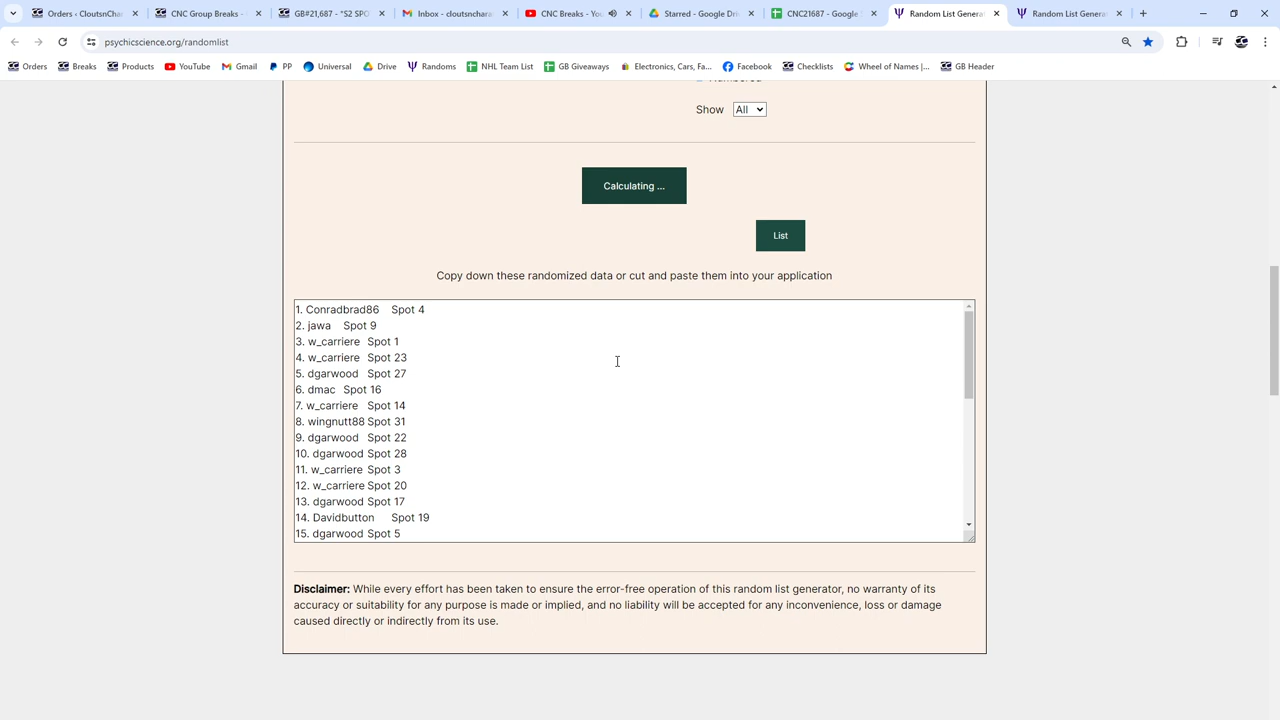 Orders · CloutsnChara
CNC Group Breaks -
GB#21,687 - "S2 SPO
Inbox - cloutsnchara
CNC Breaks - You
Starred - Google Dri
CNC21687 - Google
Random List Genera
Random List Genera
psychicscience.org/randomlist
Orders
Breaks
Products
YouTube
Gmail
PP
Universal
Drive
Randoms
NHL Team List
GB Giveaways
Electronics, Cars, Fa...
Facebook
Checklists
Wheel of Names |...
GB Header
Numbered
Show All
Calculating ...
List
Copy down these randomized data or cut and paste them into your application
1. Conradbrad86 Spot 4
2. jawa Spot 9
3. w_carriere Spot 1
4. w_carriere Spot 23
5. dgarwood Spot 27
6. dmac Spot 16
7. w_carriere Spot 14
8. wingnutt88 Spot 31
9. dgarwood Spot 22
10. dgarwood Spot 28
11. w_carriere Spot 3
12. w_carriere Spot 20
13. dgarwood Spot 17
14. Davidbutton Spot 19
15. dgarwood Spot 5
Disclaimer: While every effort has been taken to ensure the error-free operation of this random list generator, no warranty of its
accuracy or suitability for any purpose is made or implied, and no liability will be accepted for any inconvenience, loss or damage
caused directly or indirectly from its use.